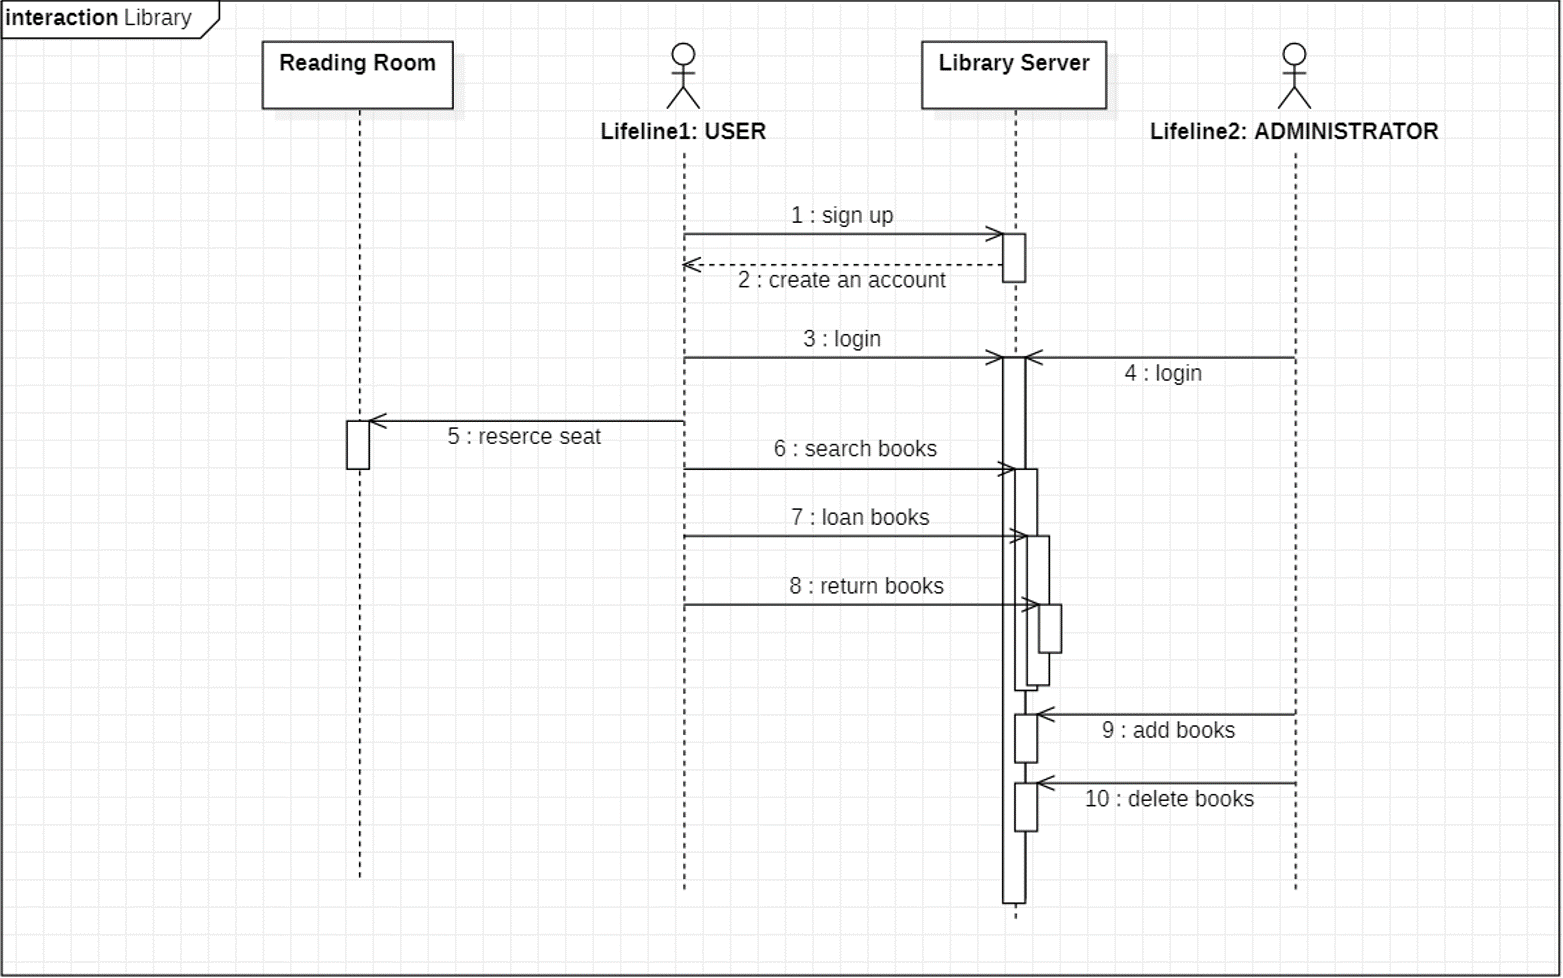 interaction Library
Reading Room
Library Server
Lifeline1: USER
Lifeline2: ADMINISTRATOR
1 : sign up
2 : create an account
3 : login
4 : login
5 : reserce seat
6 : search books
7 : loan books
8 : return books
9 : add books
10 : delete books